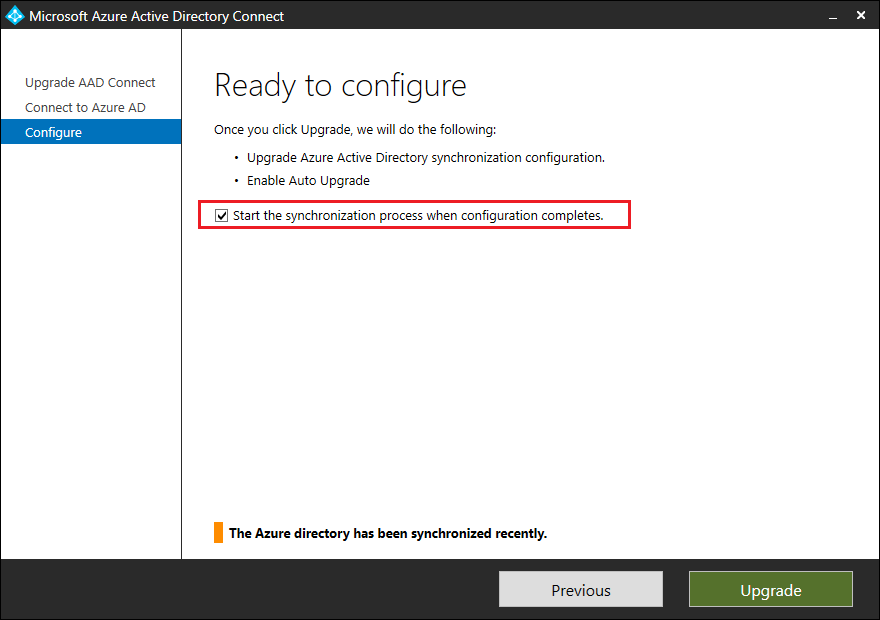 Microsoft Azure Active Directory Connect
Upgrade AAD Connect
Connect to Azure AD
Configure
Ready to configure
Once you click Upgrade, we will do the following:
• Upgrade Azure Active Directory synchronization configuration.
• Enable Auto Upgrade
Start the synchronization process when configuration completes.
The Azure directory has been synchronized recently.
Previous
Upgrade